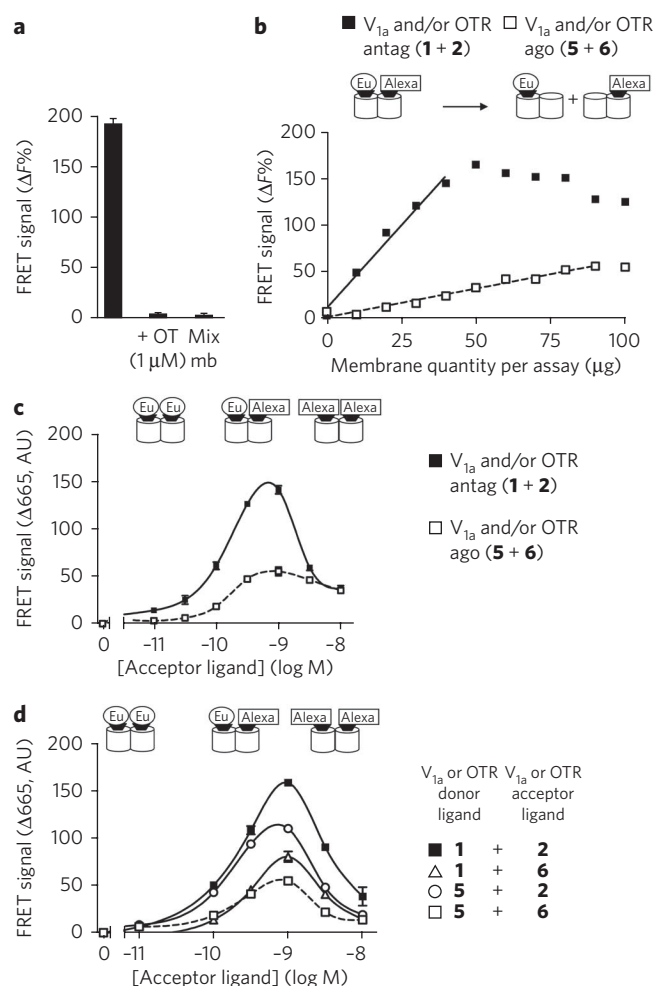 a
FRET signal (ΔF%)
200
150
100
50
0
+ OT Mix
(1 μM) mb
b
■ V1a and/or OTR antag (1 + 2)
□ V1a and/or OTR ago (5 + 6)
Eu Alexa
Eu + Alexa
FRET signal (ΔF%)
200
150
100
50
0
0 25 50 75 100
Membrane quantity per assay (μg)
c
Eu Eu
Eu Alexa
Alexa Alexa
FRET signal (Δ665, AU)
200
150
100
50
0
0 −11 −10 −9 −8
[Acceptor ligand] (log M)
■ V1a and/or OTR
antag (1 + 2)
□ V1a and/or OTR
ago (5 + 6)
d
Eu Eu
Eu Alexa
Alexa Alexa
FRET signal (Δ665, AU)
200
150
100
50
0
0 −11 −10 −9 −8
[Acceptor ligand] (log M)
V1a or OTR V1a or OTR
donor acceptor
ligand ligand
■ 1 + 2
△ 1 + 6
○ 5 + 2
□ 5 + 6